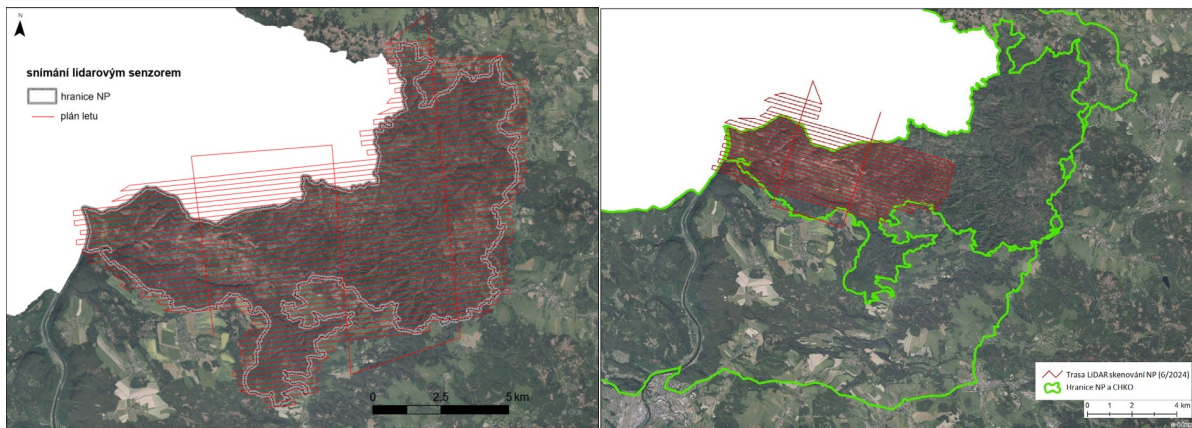 N
snímání lidarovým senzorem
hranice NP
plán letu
0 2,5 5 km
Trasa LiDAR skenování NP (6/2024)
Hranice NP a CHKO
0 1 2 4 km